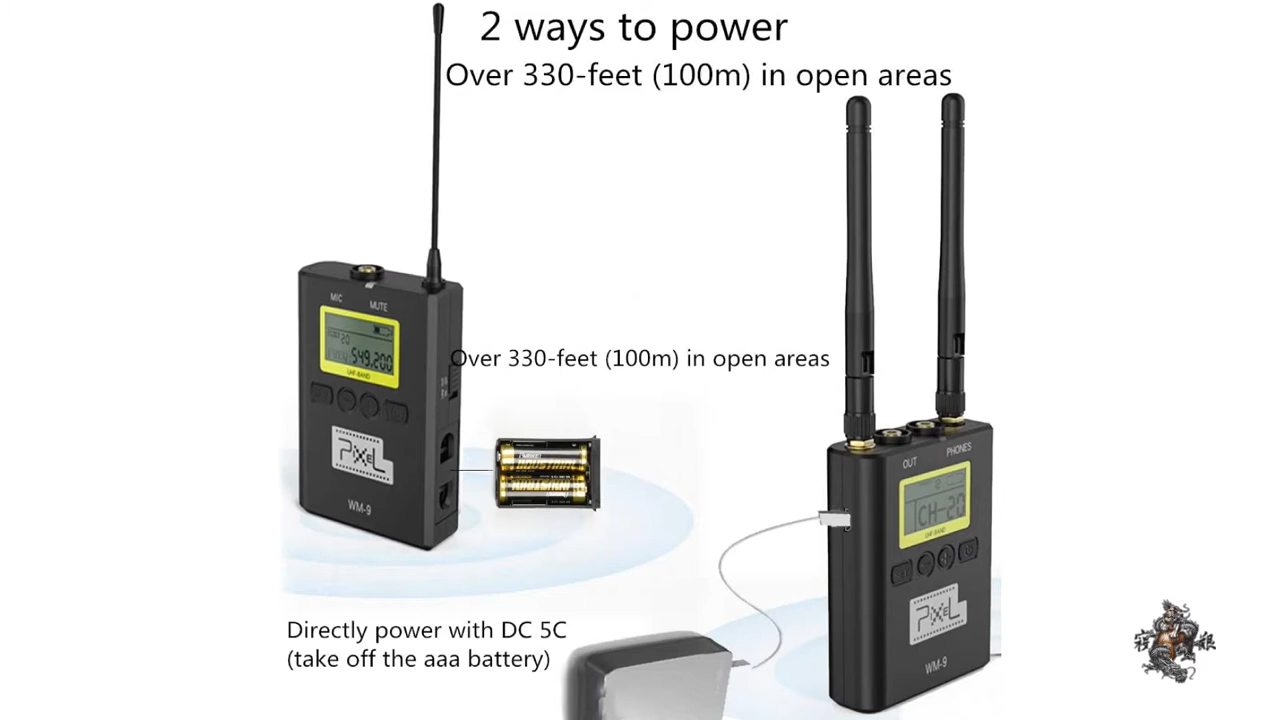 2 ways to power
Over 330-feet (100m) in open areas
MIC
MUTE
549.200
UHF-BAND
Over 330-feet (100m) in open areas
PIXEL
WM-9
OUT
PHONES
CH-20
UHF-BAND
PIXEL
WM-9
Directly power with DC 5C
(take off the aaa battery)